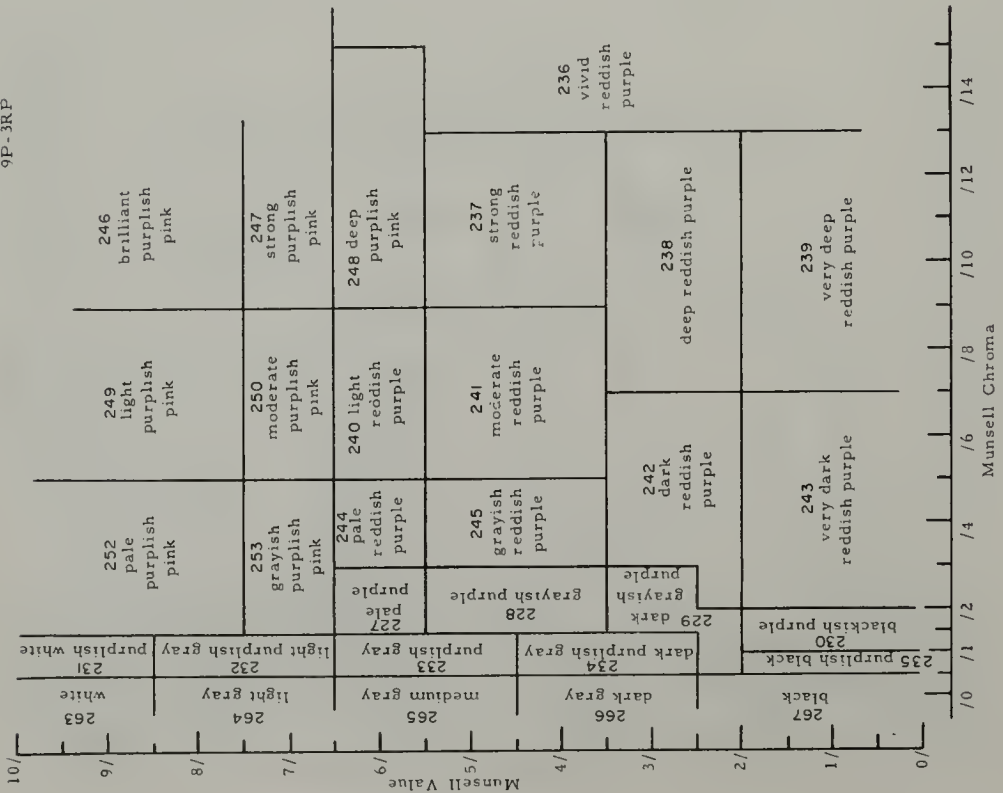 9P-3RP
246
brilliant
purplish
pink
249
light
purplish
pink
252
pale
purplish
pink
231
purplish white
263
white
247
strong
purplish
pink
250
moderate
purplish
pink
253
grayish
purplish
pink
232
light purplish gray
264
light gray
248 deep
purplish
pink
240 light
reddish
purple
244 pale
reddish
purple
227
pale
purple
233
purplish gray
265
medium gray
236
vivid
reddish
purple
237
strong
reddish
purple
241
moderate
reddish
purple
245
grayish
reddish
purple
228
grayish purple
234
dark purplish gray
266
dark gray
238
deep reddish purple
242
dark
reddish
purple
229
dark
grayish
purple
239
very deep
reddish purple
243
very dark
reddish purple
230
blackish purple
235 purplish black
267
black
10/
9/
8/
7/
6/
5/
4/
3/
2/
1/
0/
Munsell Value
/0
/1
/2
/4
/6
/8
/10
/12
/14
Munsell Chroma